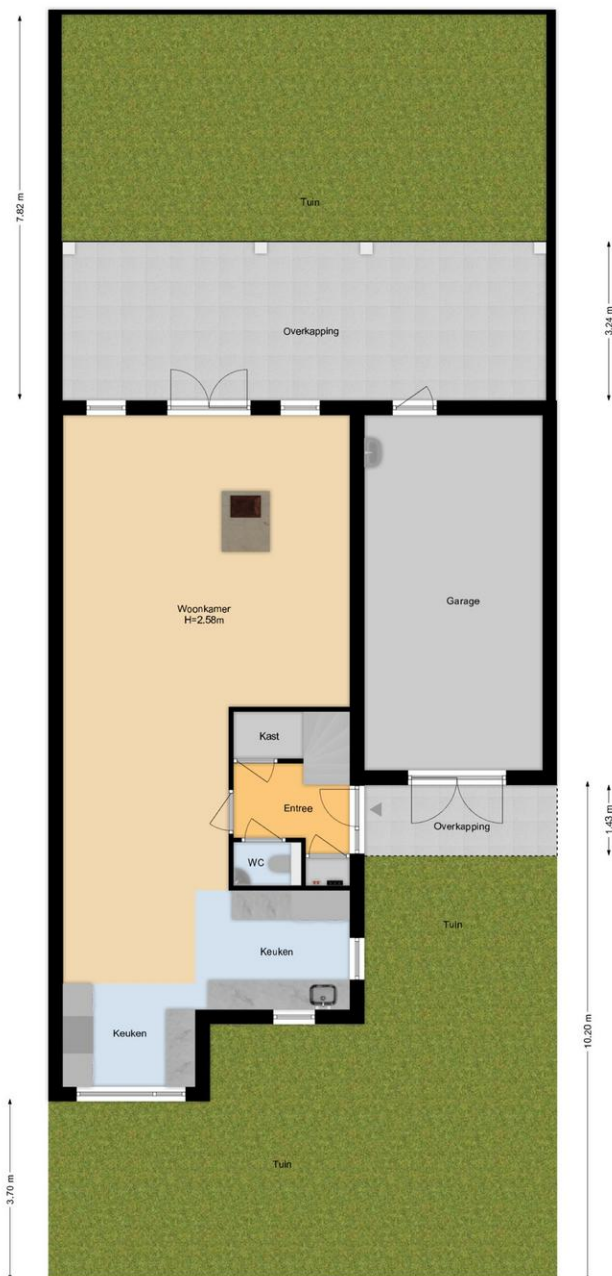 Tuin
7.82 m
3.24 m
Overkapping
Woonkamer
H=2.58m
Garage
Kast
Entree
1.43 m
Overkapping
WC
Tuin
Keuken
10.20 m
Keuken
Tuin
3.70 m